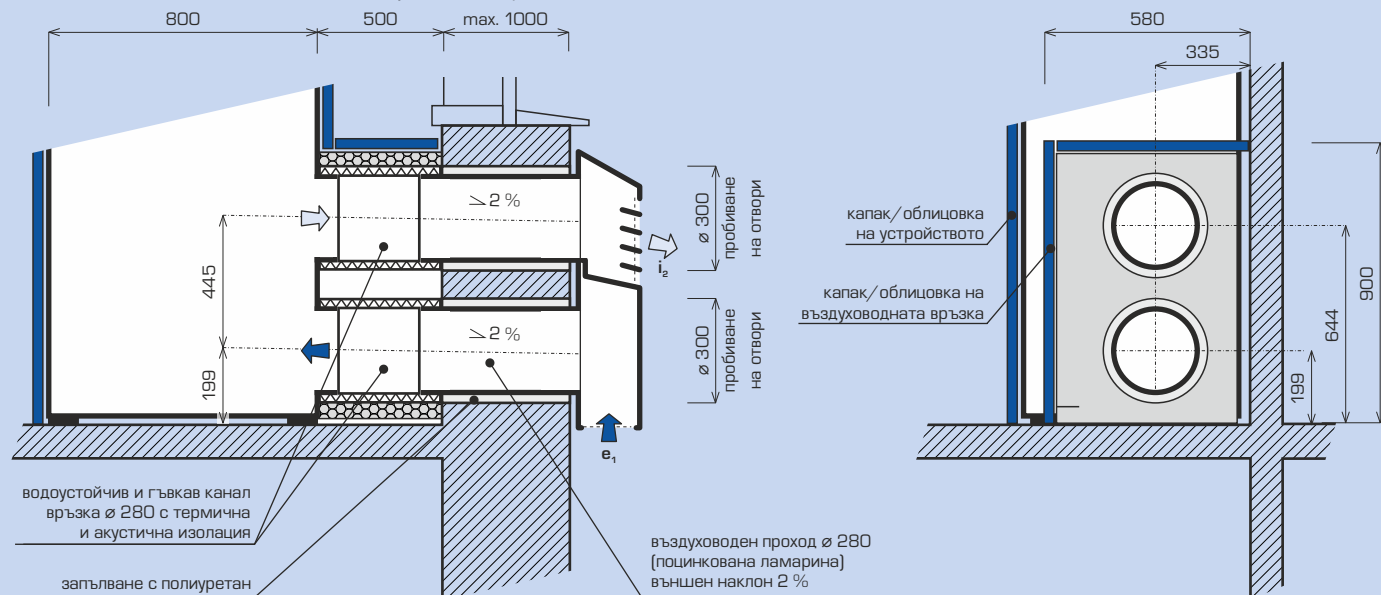 800
500
max. 1000
580
335
⦣ 2 %
⦣ 2 %
445
199
ø 300
пробиване
на отвори
ø 300
пробиване
на отвори
i₂
e₁
капак/облицовка
на устройството
капак/облицовка на
въздуховодната връзка
644
900
199
водоустойчив и гъвкав канал
връзка ø 280 с термична
и акустична изолация
запълване с полиуретан
въздуховоден проход ø 280
(поцинкована ламарина)
външен наклон 2 %